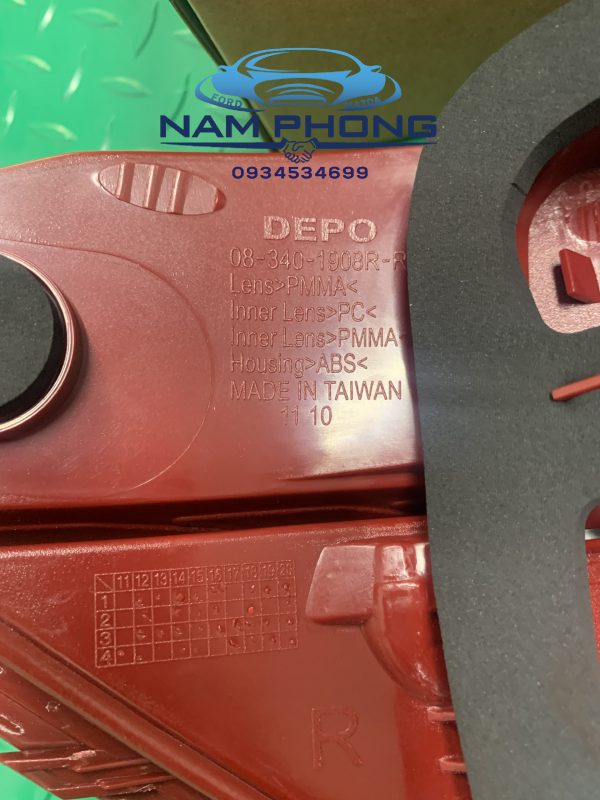 FORD MAZDA
NAM PHONG
0934534699
DEPO
08-340-1908R-R
Lens>PMMA<
Inner Lens>PC<
Inner Lens>PMMA<
Housing>ABS<
MADE IN TAIWAN
11 10
11 12 13 14 15 16 17 18 19 20
1
2
3
4
R